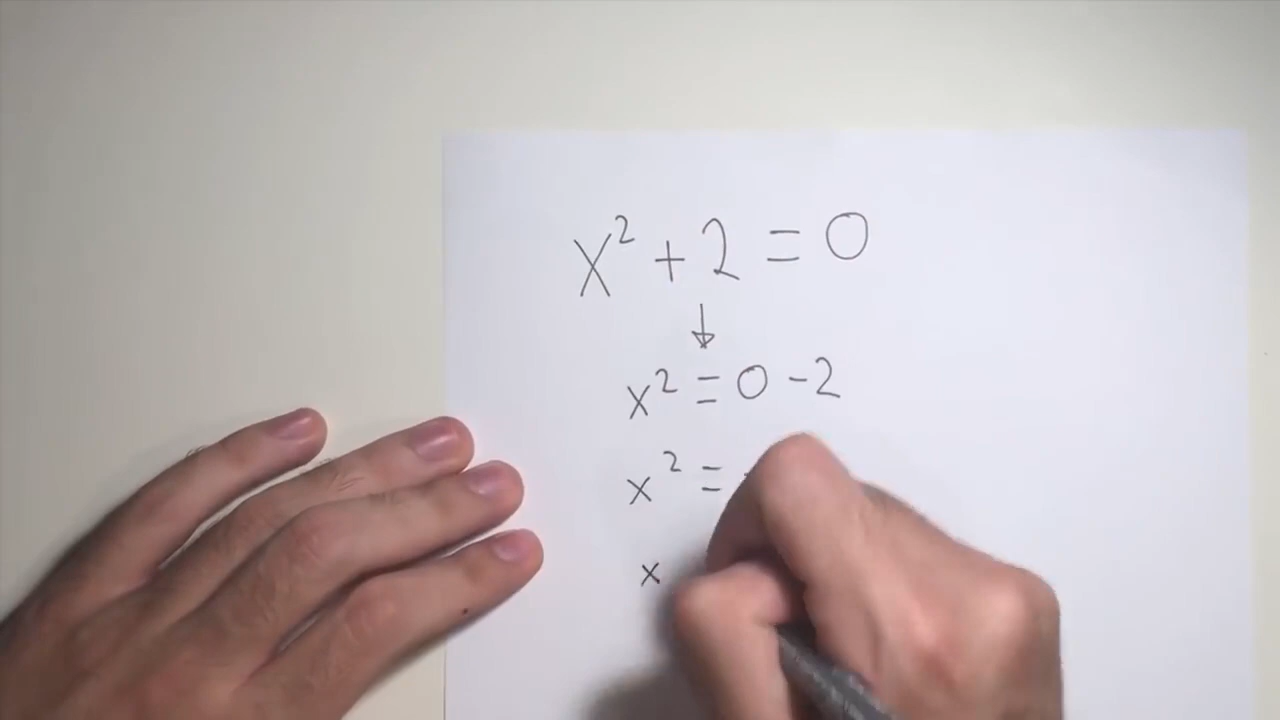 x² + 2 = 0
↓
x² = 0 - 2
x² =
x